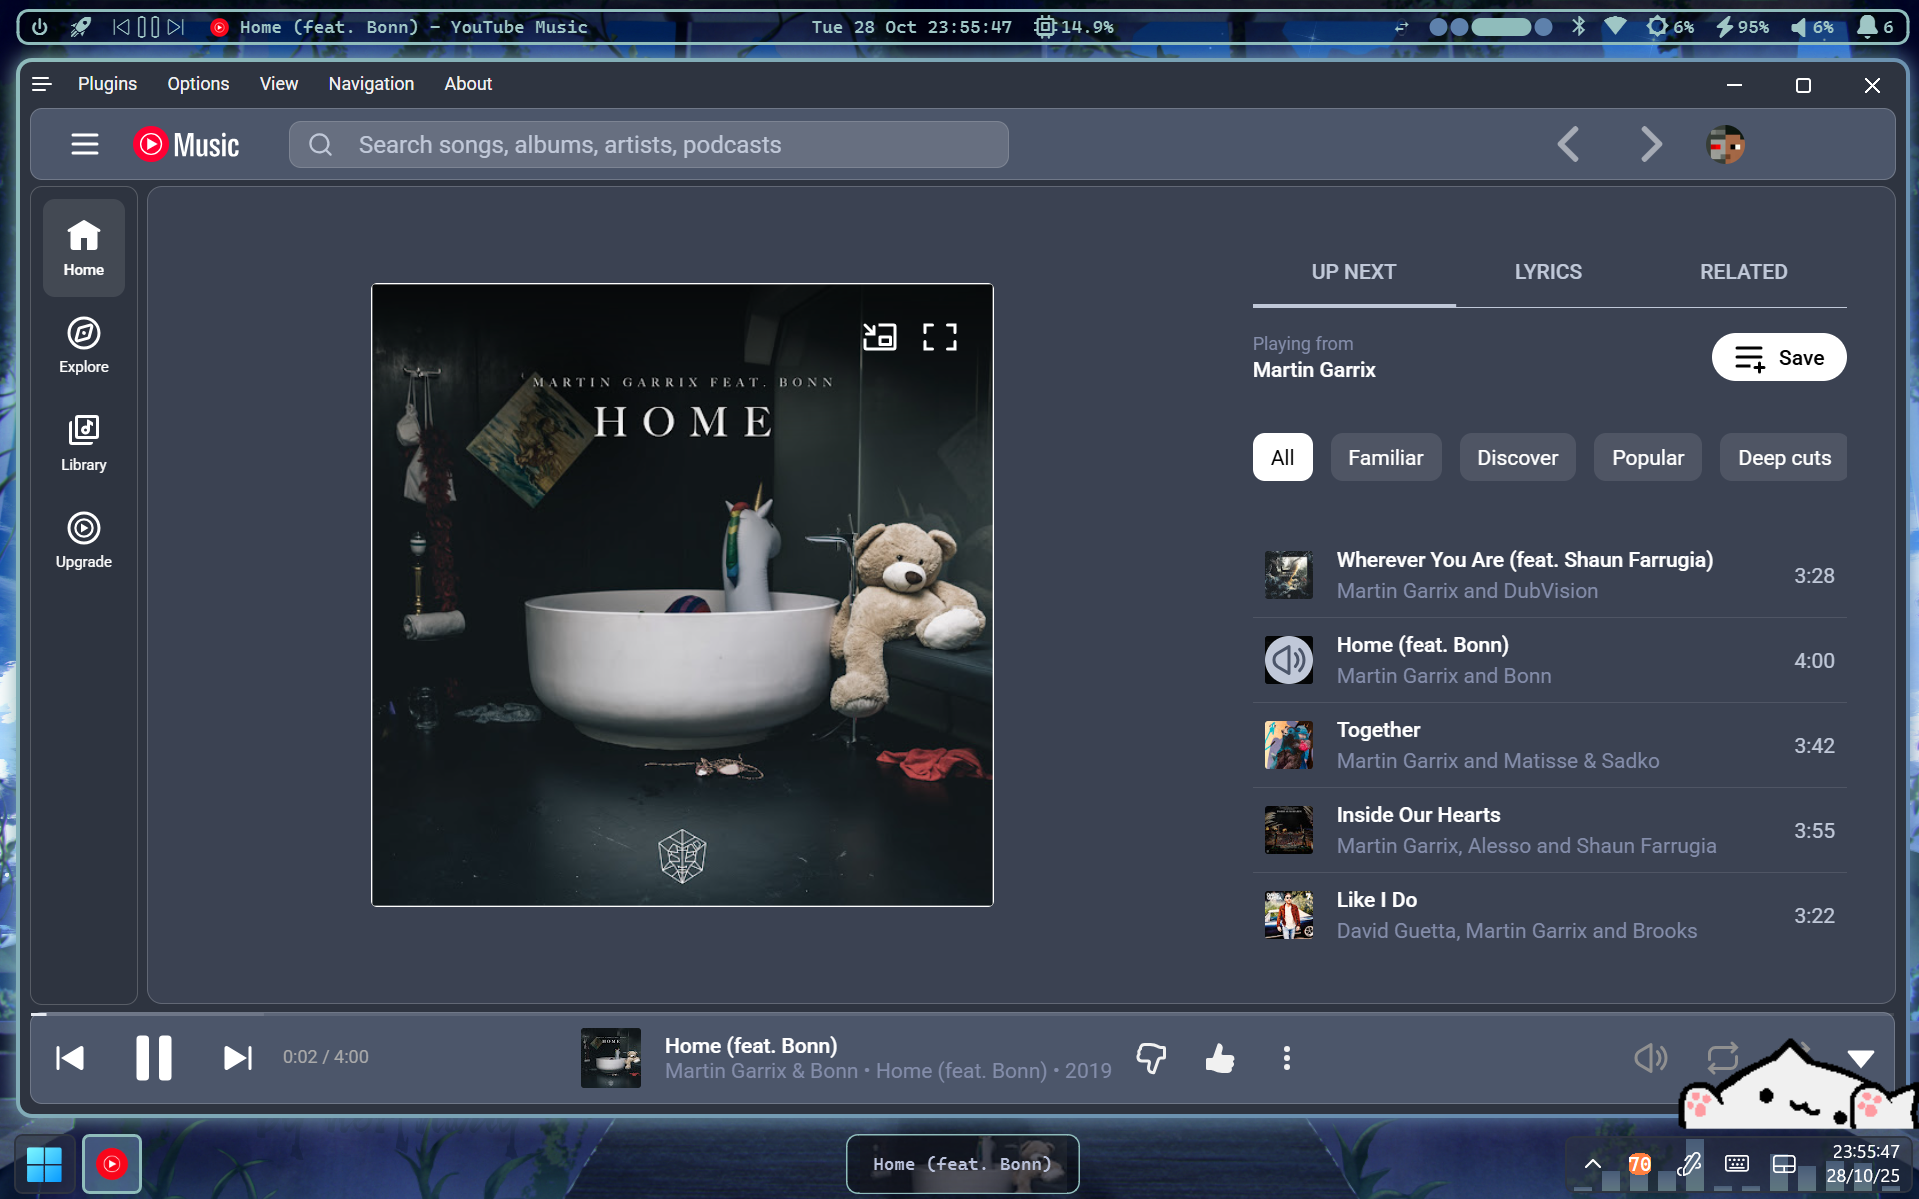 Home (feat. Bonn) – YouTube Music
Tue 28 Oct 23:55:47
14.9%
6%
95%
6%
6
Plugins Options View Navigation About
Music
Search songs, albums, artists, podcasts
Home
Explore
Library
Upgrade
MARTIN GARRIX FEAT. BONN
HOME
UP NEXT LYRICS RELATED
Playing from
Martin Garrix
Save
All Familiar Discover Popular Deep cuts
Wherever You Are (feat. Shaun Farrugia)
Martin Garrix and DubVision
3:28
Home (feat. Bonn)
Martin Garrix and Bonn
4:00
Together
Martin Garrix and Matisse & Sadko
3:42
Inside Our Hearts
Martin Garrix, Alesso and Shaun Farrugia
3:55
Like I Do
David Guetta, Martin Garrix and Brooks
3:22
0:02 / 4:00
HOME
Home (feat. Bonn)
Martin Garrix & Bonn • Home (feat. Bonn) • 2019
Home (feat. Bonn)
70
23:55:47
28/10/25